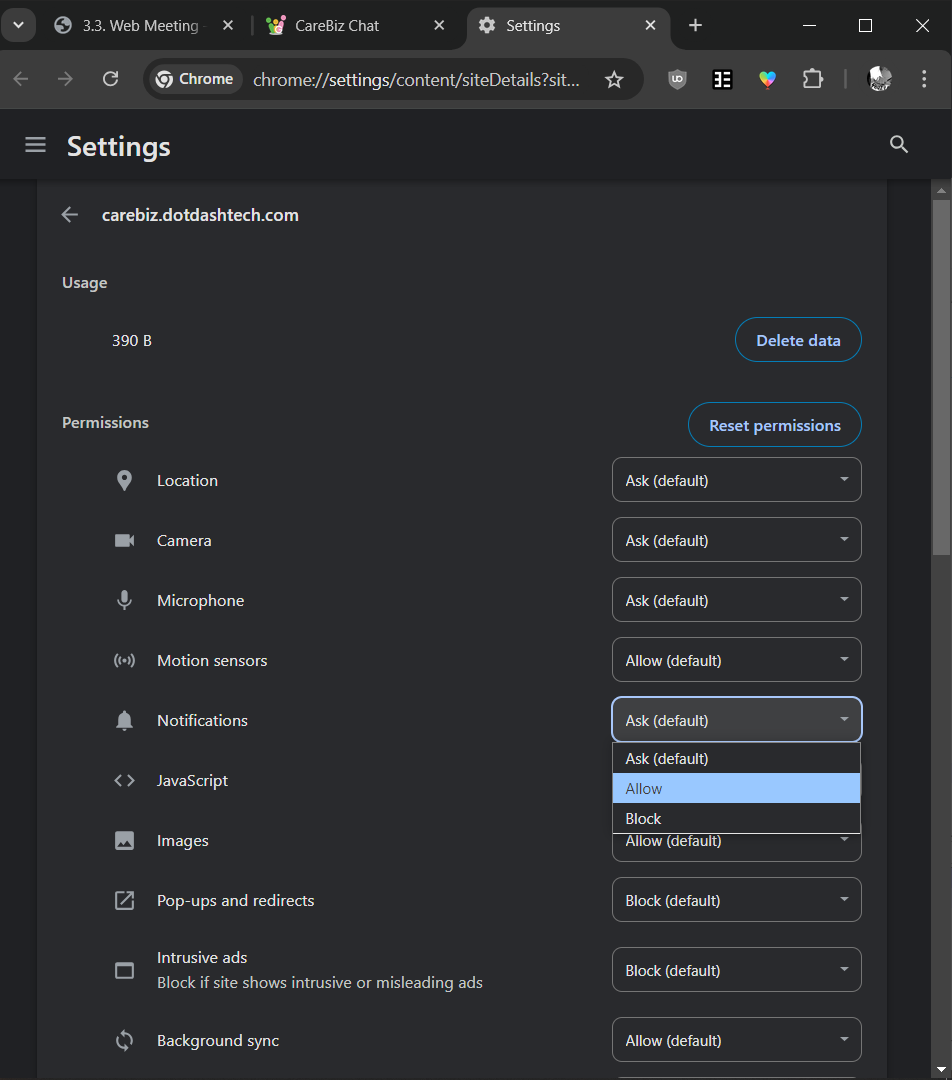 3.3. Web Meeting
CareBiz Chat
Settings
Chrome
chrome://settings/content/siteDetails?sit...
UD
Settings
carebiz.dotdashtech.com
Usage
390 B
Delete data
Permissions
Reset permissions
Location
Ask (default)
Camera
Ask (default)
Microphone
Ask (default)
Motion sensors
Allow (default)
Notifications
Ask (default)
Ask (default)
JavaScript
Allow
Block
Images
Allow (default)
Pop-ups and redirects
Block (default)
Intrusive ads
Block if site shows intrusive or misleading ads
Block (default)
Background sync
Allow (default)